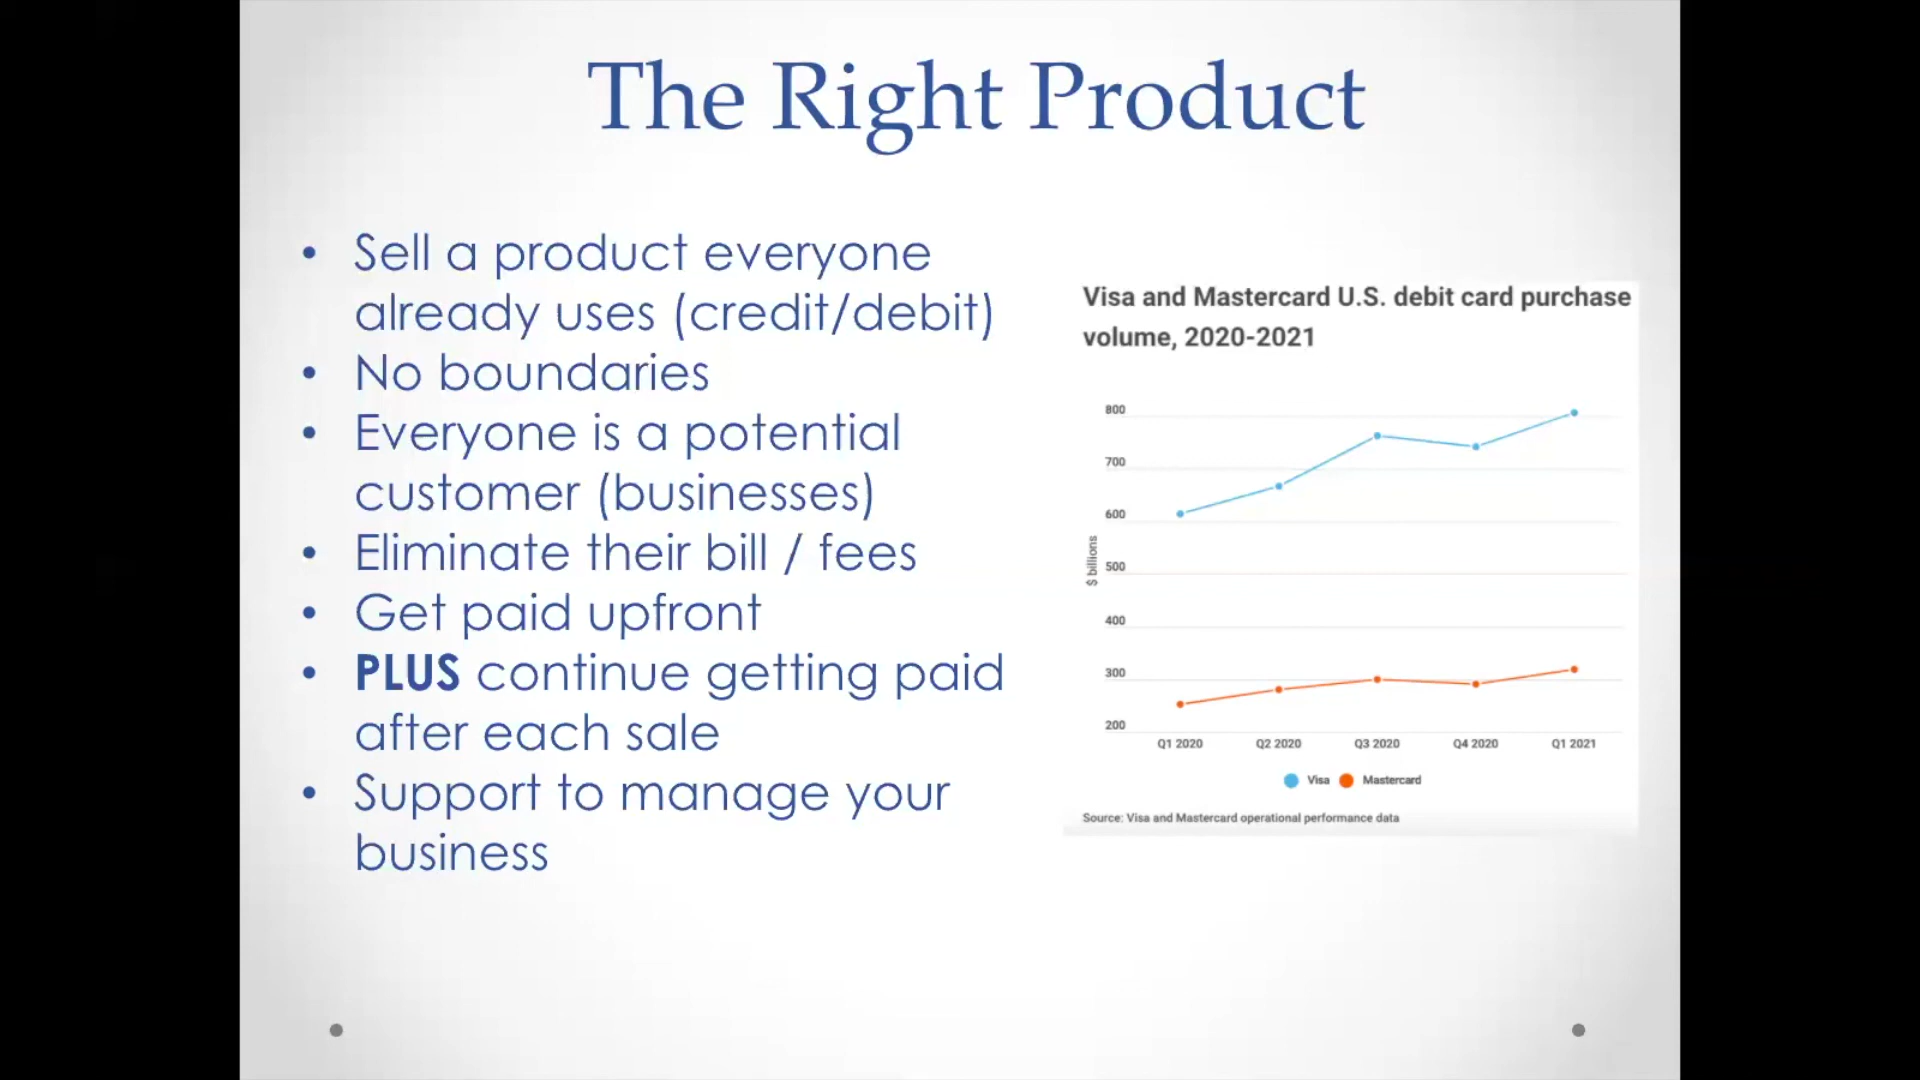 The Right Product
• Sell a product everyone
already uses (credit/debit)
• No boundaries
• Everyone is a potential
customer (businesses)
• Eliminate their bill / fees
• Get paid upfront
• PLUS continue getting paid
after each sale
• Support to manage your
business
Visa and Mastercard U.S. debit card purchase
volume, 2020-2021
800
700
600
500
400
300
200
$ billions
Q1 2020 Q2 2020 Q3 2020 Q4 2020 Q1 2021
Visa Mastercard
Source: Visa and Mastercard operational performance data